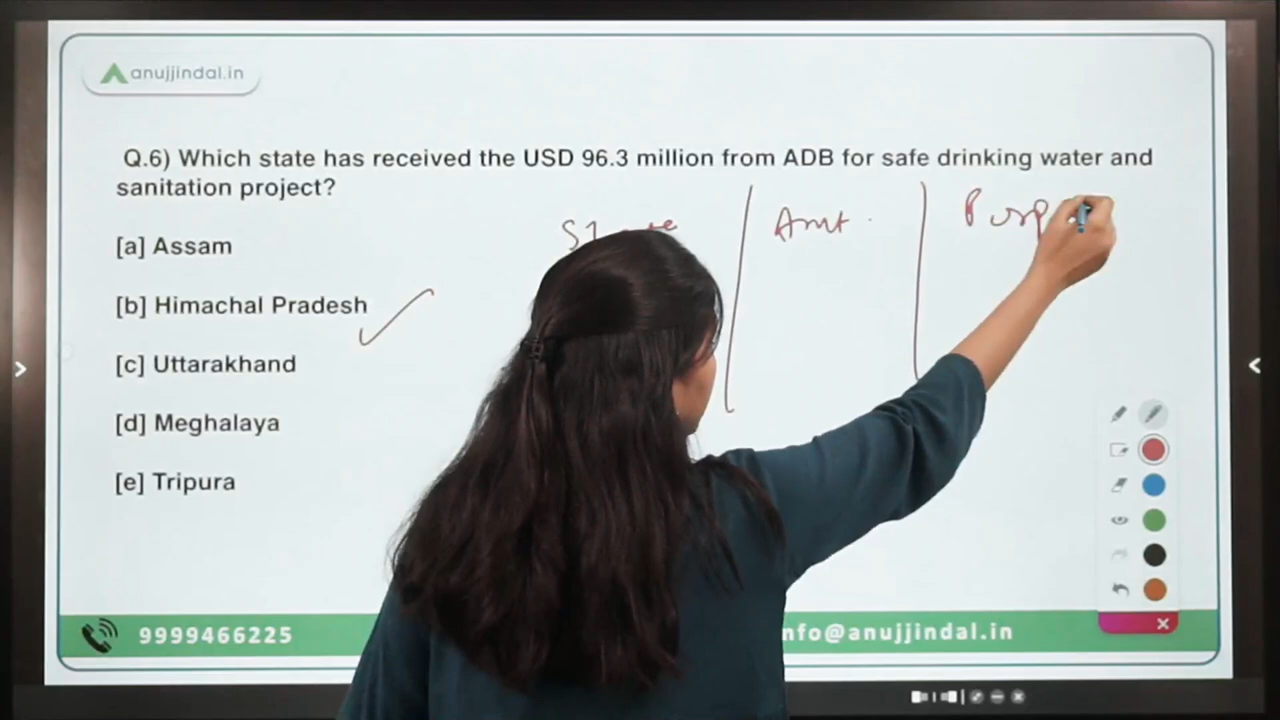 anujjindal.in
Q.6) Which state has received the USD 96.3 million from ADB for safe drinking water and
sanitation project?
Amt.
[a] Assam
[b] Himachal Pradesh
[c] Uttarakhand
[d] Meghalaya
[e] Tripura
9999466225
nfo@anujjindal.in